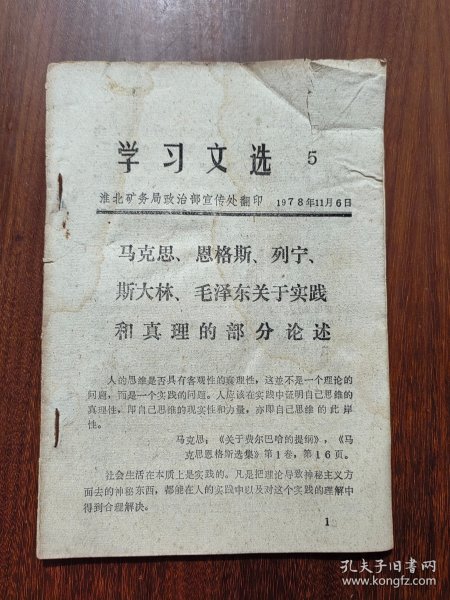 学习文选 5
淮北矿务局政治部宣传处翻印 1978年11月6日
马克思、恩格斯、列宁、
斯大林、毛泽东关于实践
和真理的部分论述
人的思维是否具有客观的真理性，这并不是一个理论的
问题，而是一个实践的问题。人应该在实践中证明自己思维的
真理性，即自己思维的现实性和力量，亦即自己思维的此岸
性。
马克思：《关于费尔巴哈的提纲》，《马
克思恩格斯选集》第1卷，第16页。
社会生活在本质上是实践的。凡是把理论导致神秘主义方
面去的神秘东西，都能在人的实践中以及对这个实践的理解中
得到合理解决。
1
孔夫子旧书网
www.kongfz.com